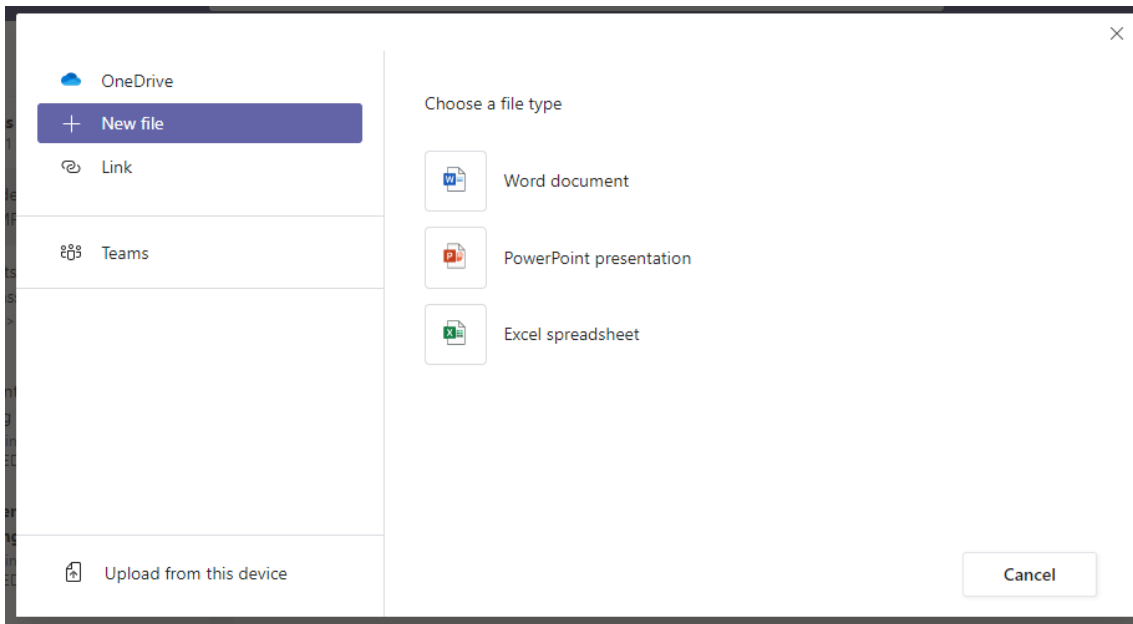 OneDrive
New file
Link
Teams
Upload from this device
Choose a file type
Word document
PowerPoint presentation
Excel spreadsheet
Cancel